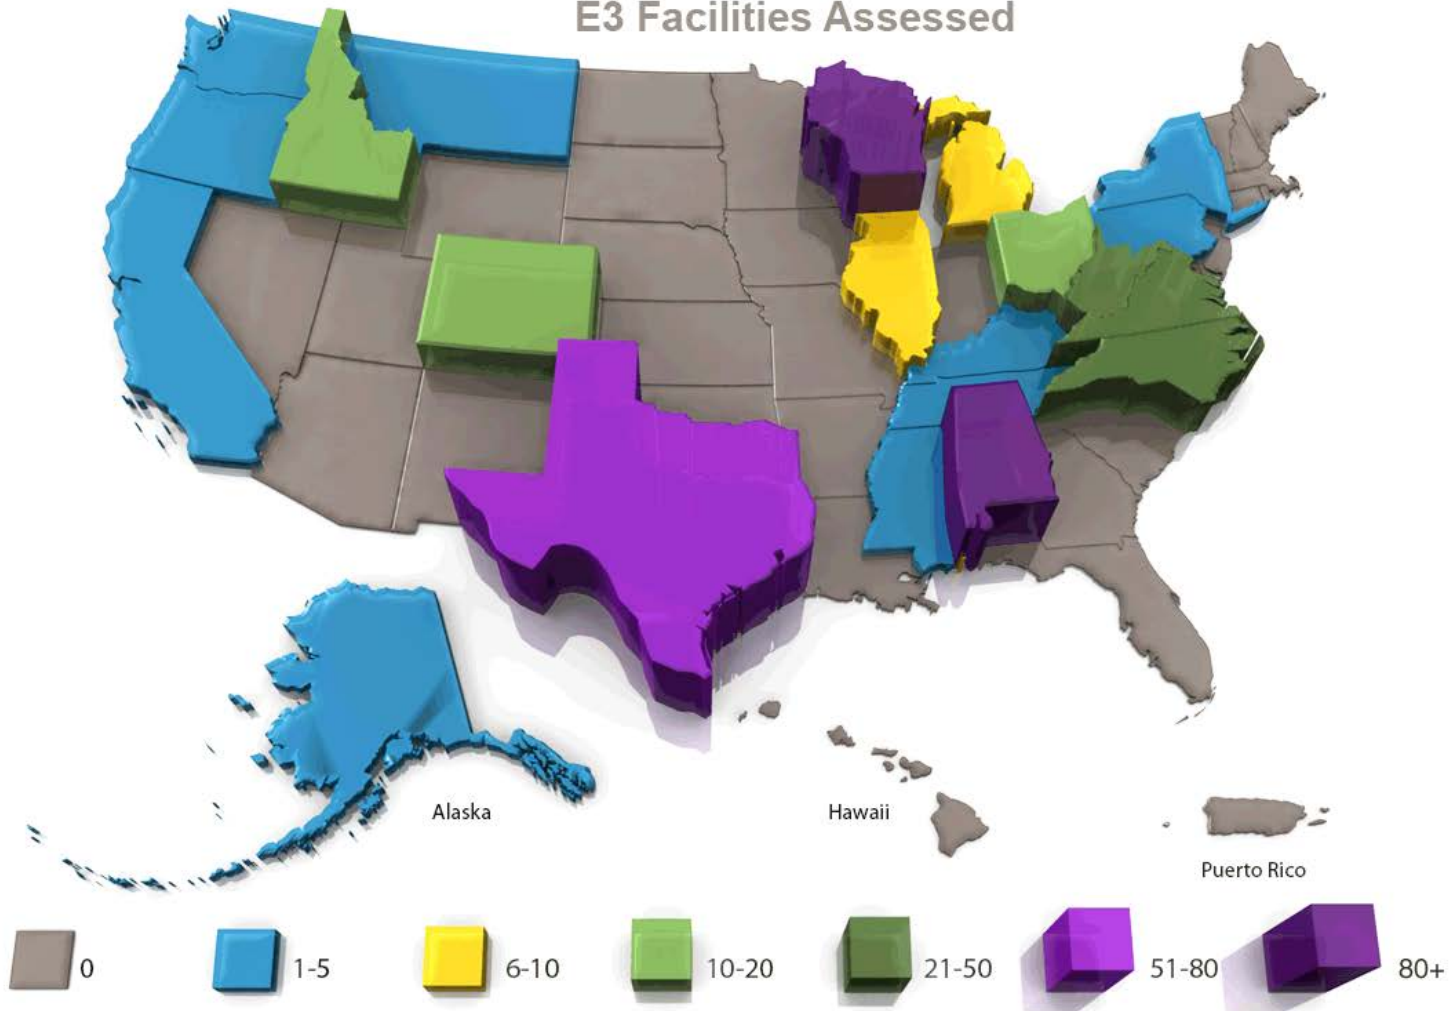 E3 Facilities Assessed
Alaska
Hawaii
Puerto Rico
0
1-5
6-10
10-20
21-50
51-80
80+